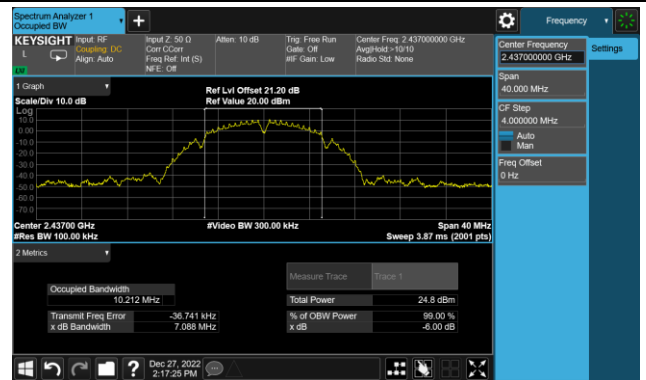 Spectrum Analyzer 1
Occupied BW
Frequency
KEYSIGHT
L
LW
Input: RF
Coupling: DC
Align: Auto
Input Z: 50 Ω
Corr CCorr
Freq Ref: Int (S)
NFE: Off
Atten: 10 dB
Trig: Free Run
Gate: Off
#IF Gain: Low
Center Freq: 2.437000000 GHz
Avg|Hold:>10/10
Radio Std: None
Center Frequency
2.437000000 GHz
Settings
Span
40.000 MHz
CF Step
4.000000 MHz
Auto
Man
Freq Offset
0 Hz
1 Graph
Scale/Div 10.0 dB
Ref Lvl Offset 21.20 dB
Ref Value 20.00 dBm
Log
10.0
0.00
-10.0
-20.0
-30.0
-40.0
-50.0
-60.0
-70.0
Center 2.43700 GHz
#Video BW 300.00 kHz
Span 40 MHz
#Res BW 100.00 kHz
Sweep 3.87 ms (2001 pts)
2 Metrics
Measure Trace
Trace 1
Occupied Bandwidth
10.212 MHz
Total Power
24.8 dBm
Transmit Freq Error
-36.741 kHz
% of OBW Power
99.00 %
x dB Bandwidth
7.088 MHz
x dB
-6.00 dB
Dec 27, 2022
2:17:25 PM